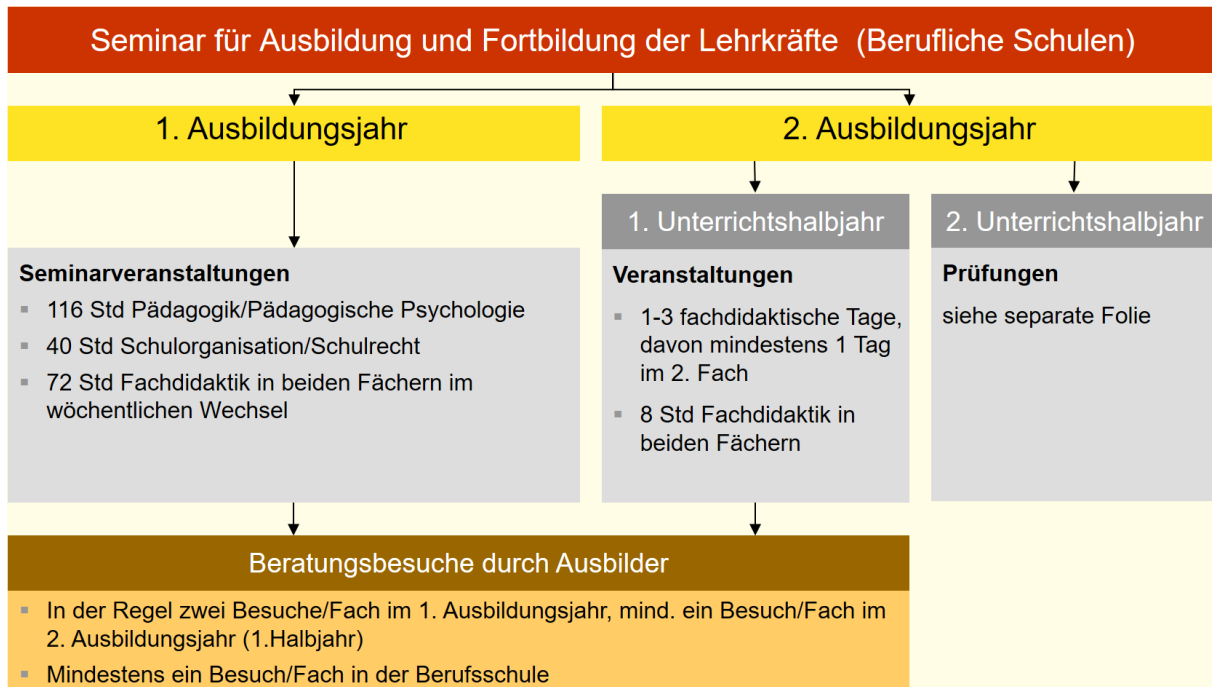 Seminar für Ausbildung und Fortbildung der Lehrkräfte (Berufliche Schulen)
1. Ausbildungsjahr
2. Ausbildungsjahr
1. Unterrichtshalbjahr
2. Unterrichtshalbjahr
Seminarveranstaltungen
▪ 116 Std Pädagogik/Pädagogische Psychologie
▪ 40 Std Schulorganisation/Schulrecht
▪ 72 Std Fachdidaktik in beiden Fächern im
wöchentlichen Wechsel
Veranstaltungen
▪ 1-3 fachdidaktische Tage,
davon mindestens 1 Tag
im 2. Fach
▪ 8 Std Fachdidaktik in
beiden Fächern
Prüfungen
siehe separate Folie
Beratungsbesuche durch Ausbilder
▪ In der Regel zwei Besuche/Fach im 1. Ausbildungsjahr, mind. ein Besuch/Fach im
2. Ausbildungsjahr (1.Halbjahr)
▪ Mindestens ein Besuch/Fach in der Berufsschule